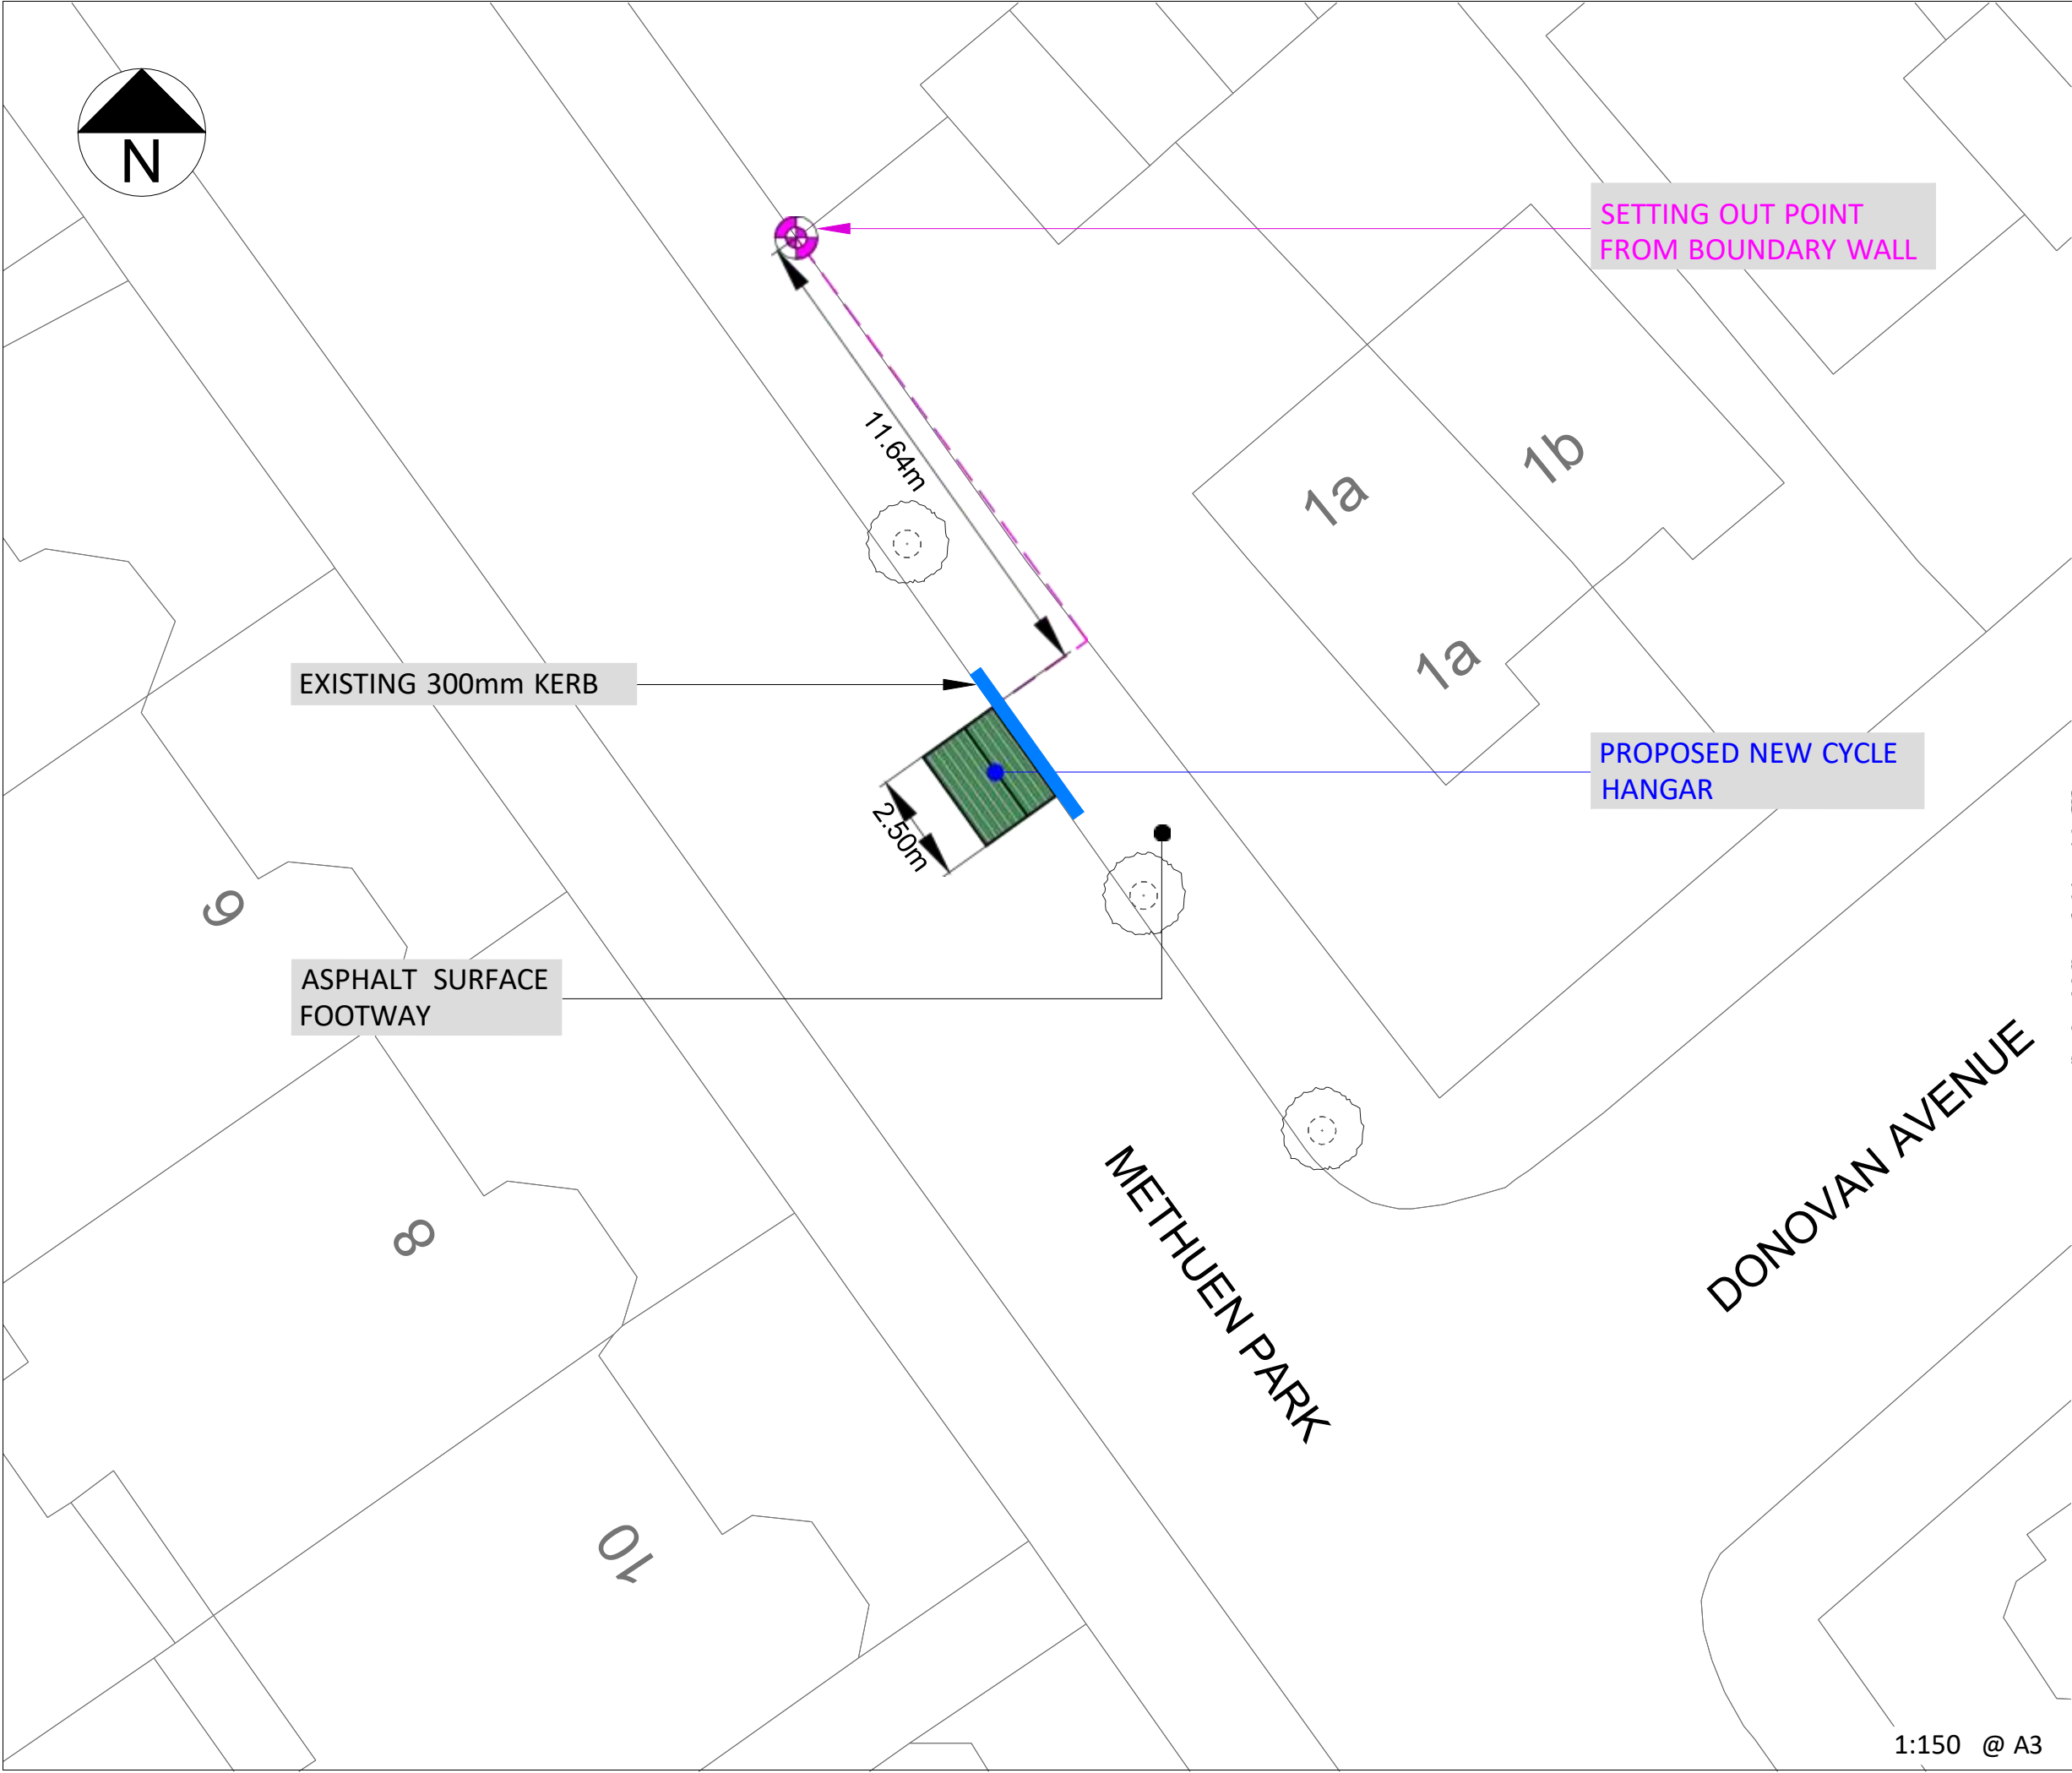 N
SETTING OUT POINT
FROM BOUNDARY WALL
11.64m
1b
1a
1a
EXISTING 300mm KERB
PROPOSED NEW CYCLE
HANGAR
2.50m
9
ASPHALT SURFACE
FOOTWAY
8
METHUEN PARK
DONOVAN AVENUE
10
1:150 @ A3